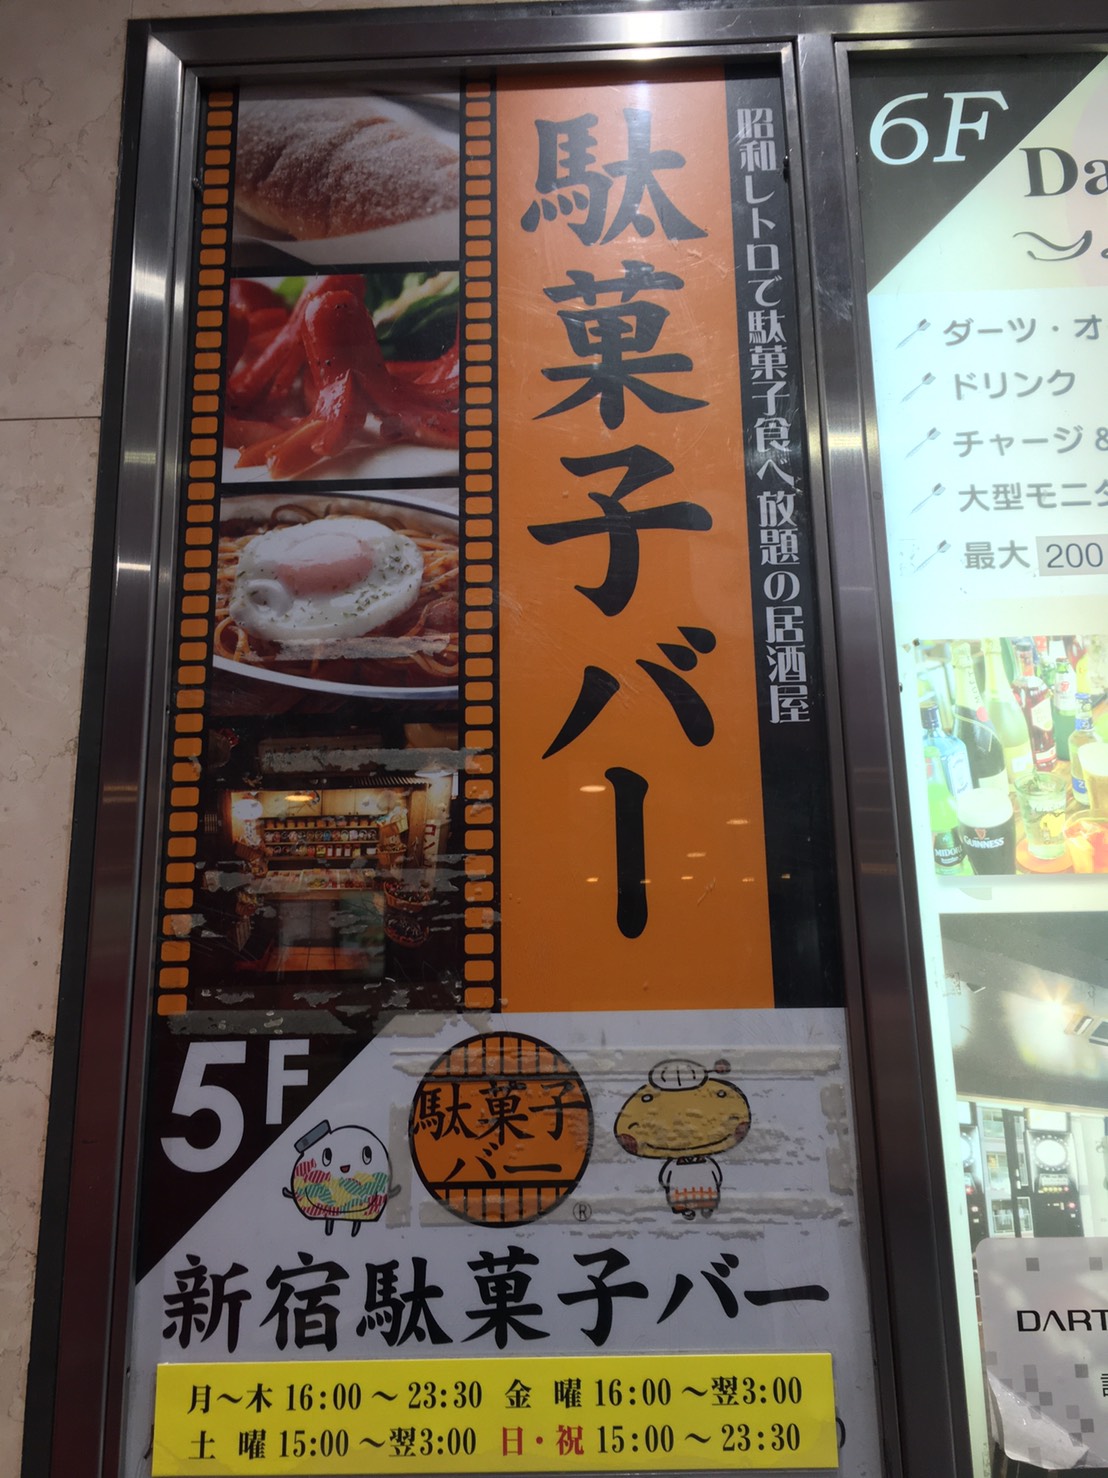 駄菓子バー
昭和レトロで駄菓子食べ放題の居酒屋
5F
駄菓子
バー
®
新宿駄菓子バー
月～木 16:00 ～ 23:30 金 曜 16:00 ～翌3:00
土 曜 15:00 ～翌3:00 日・祝 15:00 ～ 23:30
6F
Da
ダーツ・オ
ドリンク
チャージ &
大型モニタ
最大 200
MIDORI
GUINNESS
DART